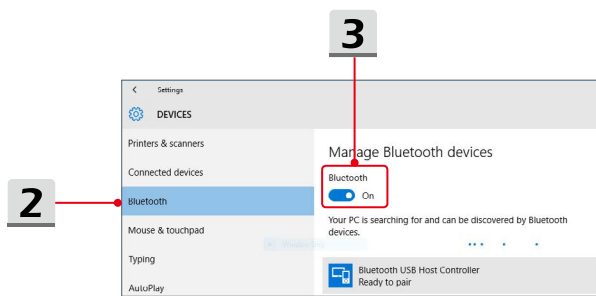 3
Settings
DEVICES
Printers & scanners
Connected devices
Bluetooth
Mouse & touchpad
Typing
AutoPlay
2
Manage Bluetooth devices
Bluetooth
On
Your PC is searching for and can be discovered by Bluetooth
devices.
Bluetooth USB Host Controller
Ready to pair